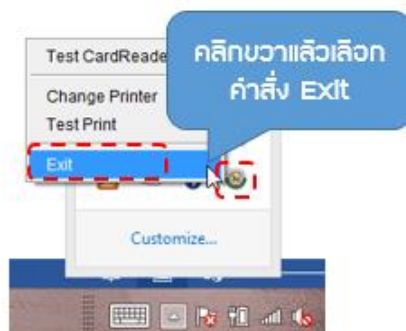 Test CardReade
คลิกขวาแล้วเลือก
คำสั่ง Exit
Change Printer
Test Print
Exit
Customize...